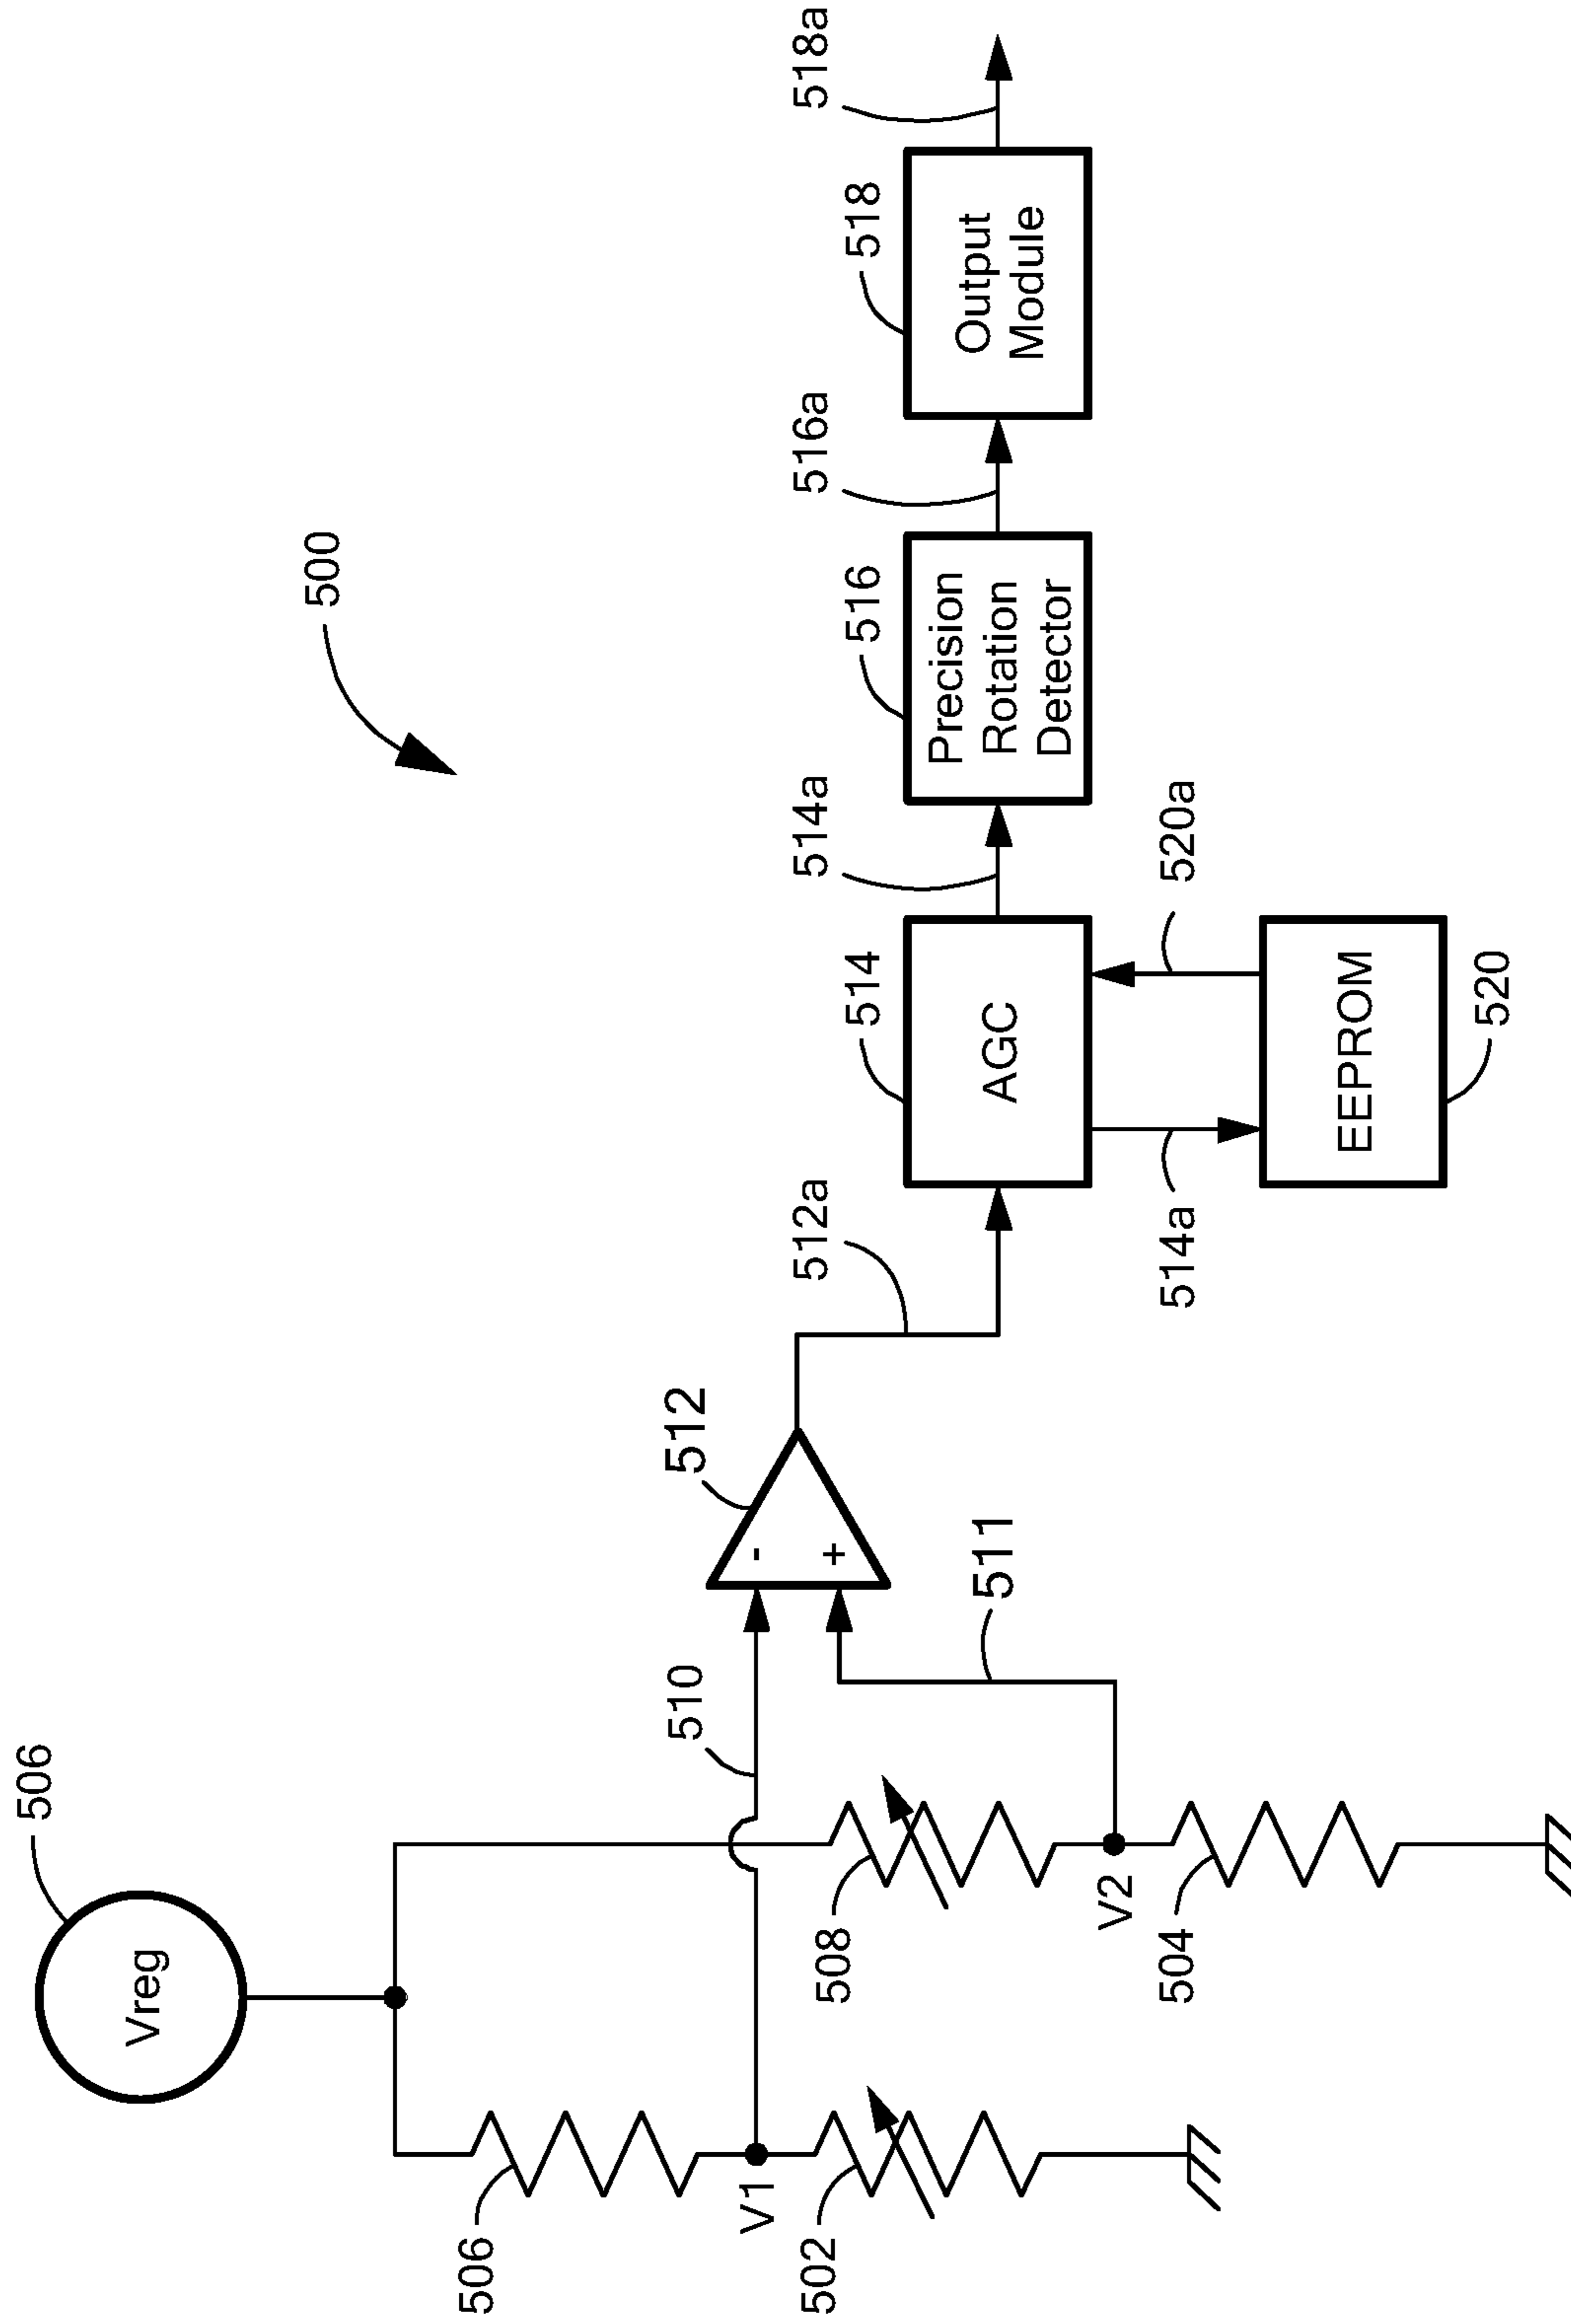 500
506
Vreg
506
V1
502
508
V2
504
510
511
512
-
+
512a
514
AGC
514a
514a
520a
EEPROM
520
516
Precision
Rotation
Detector
516a
518
Output
Module
518a